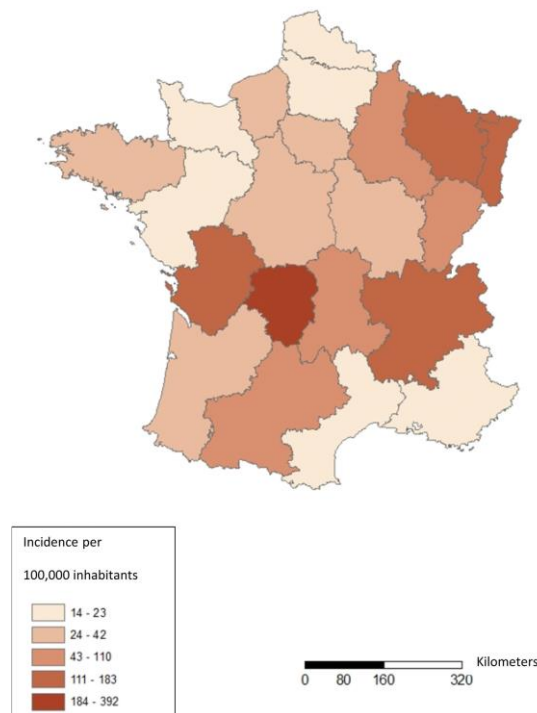 Incidence per
100,000 inhabitants
14 - 23
24 - 42
43 - 110
111 - 183
184 - 392
Kilometers
0 80 160 320